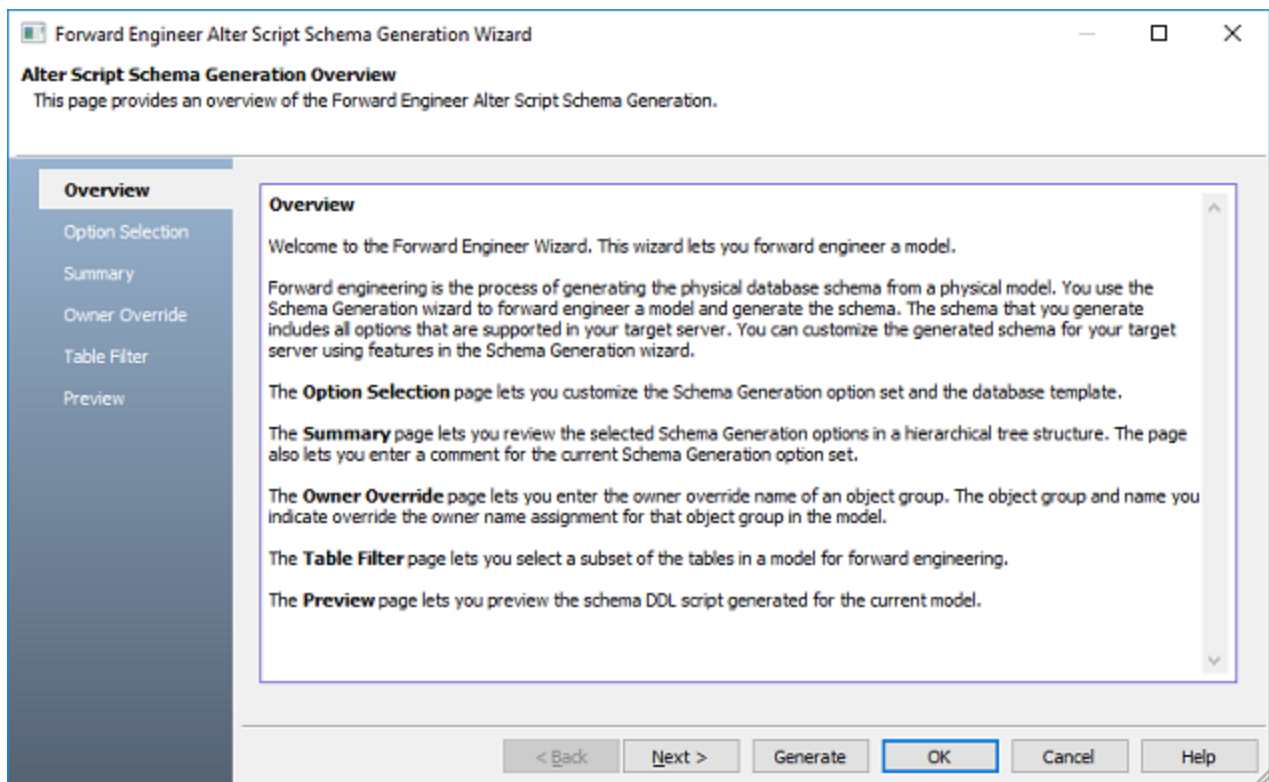 Forward Engineer Alter Script Schema Generation Wizard
Alter Script Schema Generation Overview
This page provides an overview of the Forward Engineer Alter Script Schema Generation.
Overview
Option Selection
Summary
Owner Override
Table Filter
Preview
Overview
Welcome to the Forward Engineer Wizard. This wizard lets you forward engineer a model.
Forward engineering is the process of generating the physical database schema from a physical model. You use the
Schema Generation wizard to forward engineer a model and generate the schema. The schema that you generate
includes all options that are supported in your target server. You can customize the generated schema for your target
server using features in the Schema Generation wizard.
The Option Selection page lets you customize the Schema Generation option set and the database template.
The Summary page lets you review the selected Schema Generation options in a hierarchical tree structure. The page
also lets you enter a comment for the current Schema Generation option set.
The Owner Override page lets you enter the owner override name of an object group. The object group and name you
indicate override the owner name assignment for that object group in the model.
The Table Filter page lets you select a subset of the tables in a model for forward engineering.
The Preview page lets you preview the schema DDL script generated for the current model.
< Back Next > Generate OK Cancel Help